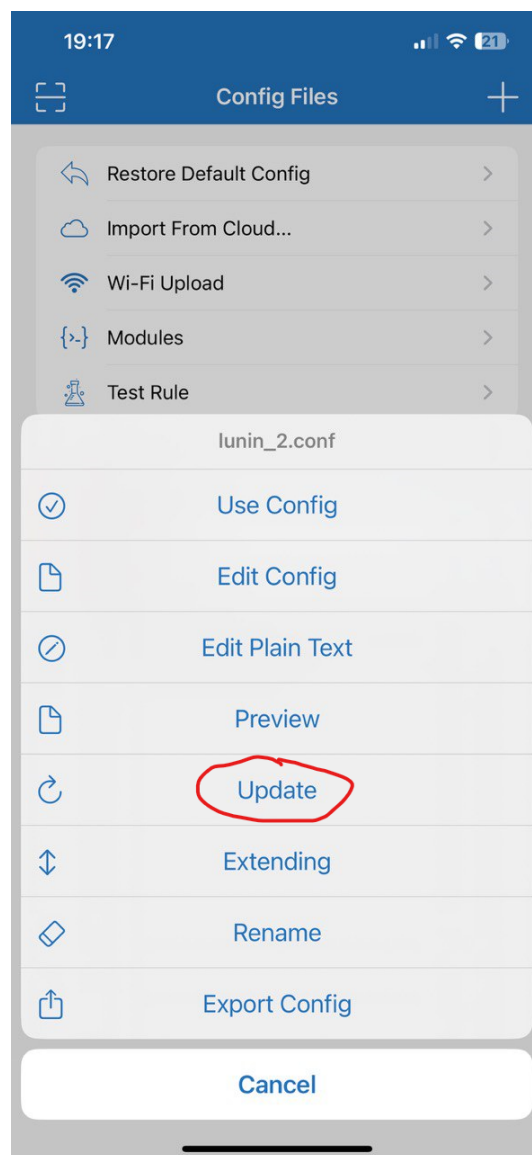 19:17
21
Config Files
Restore Default Config
Import From Cloud...
Wi-Fi Upload
Modules
Test Rule
lunin_2.conf
Use Config
Edit Config
Edit Plain Text
Preview
Update
Extending
Rename
Export Config
Cancel